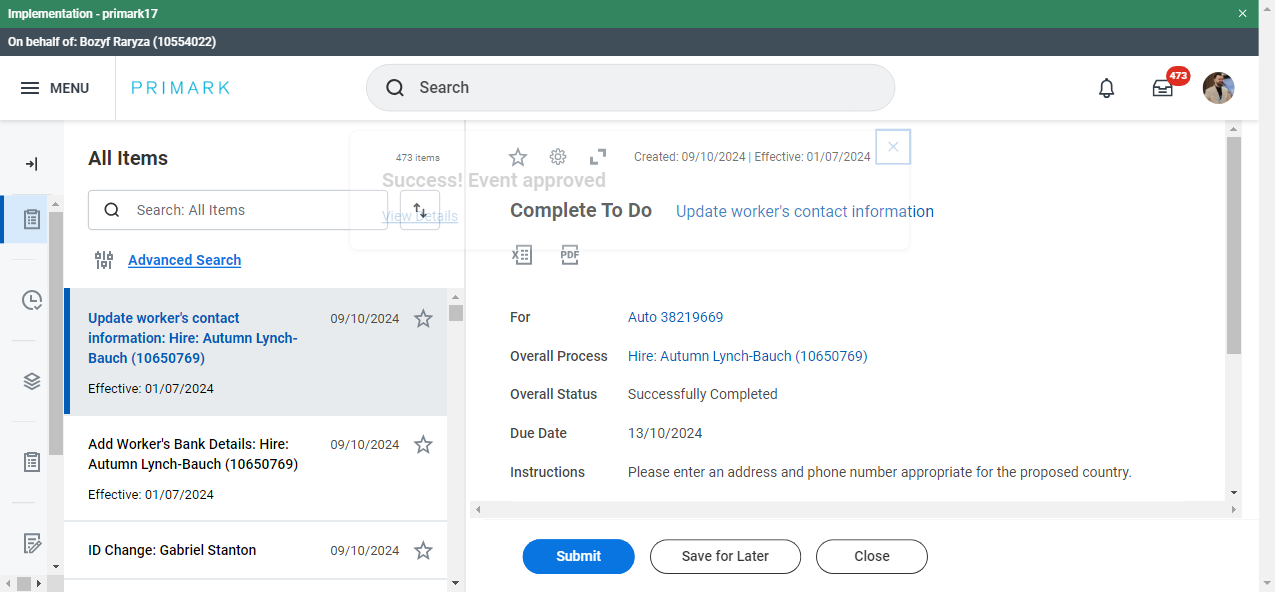 Implementation - primark17
On behalf of: Bozyf Raryza (10554022)
MENU
PRIMARK
Search
473
All Items
473 items
Search: All Items
Advanced Search
Update worker's contact
information: Hire: Autumn Lynch-
Bauch (10650769)
09/10/2024
Effective: 01/07/2024
Add Worker's Bank Details: Hire:
Autumn Lynch-Bauch (10650769)
09/10/2024
Effective: 01/07/2024
ID Change: Gabriel Stanton
09/10/2024
Success! Event approved
View Details
Created: 09/10/2024 | Effective: 01/07/2024
Complete To Do
Update worker's contact information
X
PDF
For
Auto 38219669
Overall Process
Hire: Autumn Lynch-Bauch (10650769)
Overall Status
Successfully Completed
Due Date
13/10/2024
Instructions
Please enter an address and phone number appropriate for the proposed country.
Submit
Save for Later
Close